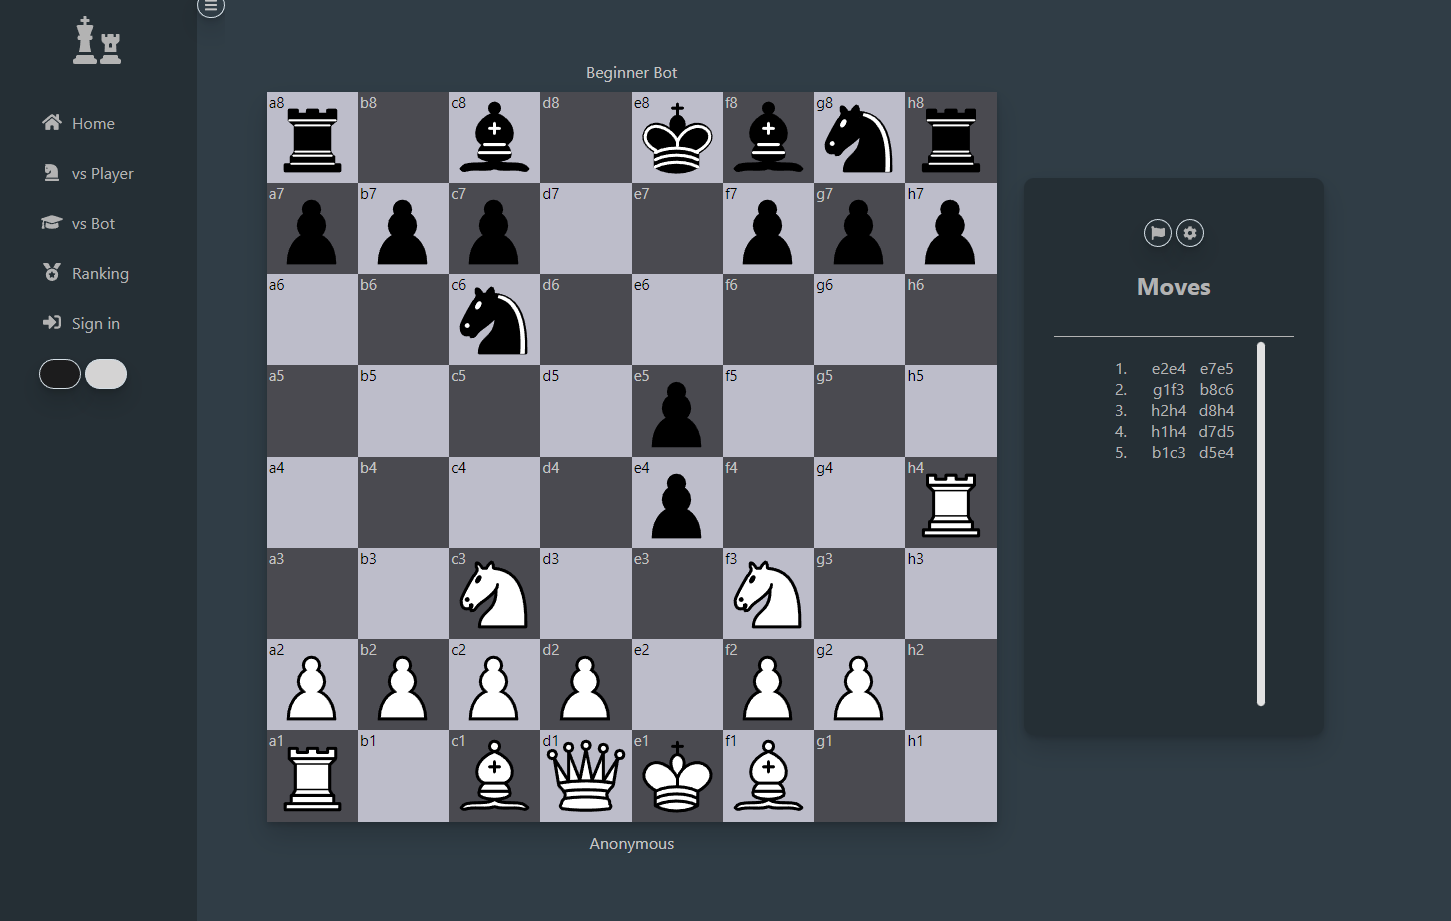 Beginner Bot
Home
vs Player
vs Bot
Ranking
Sign in
a8 b8 c8 d8 e8 f8 g8 h8
a7 b7 c7 d7 e7 f7 g7 h7
a6 b6 c6 d6 e6 f6 g6 h6
a5 b5 c5 d5 e5 f5 g5 h5
a4 b4 c4 d4 e4 f4 g4 h4
a3 b3 c3 d3 e3 f3 g3 h3
a2 b2 c2 d2 e2 f2 g2 h2
a1 b1 c1 d1 e1 f1 g1 h1
Anonymous
Moves
1. e2e4 e7e5
2. g1f3 b8c6
3. h2h4 d8h4
4. h1h4 d7d5
5. b1c3 d5e4